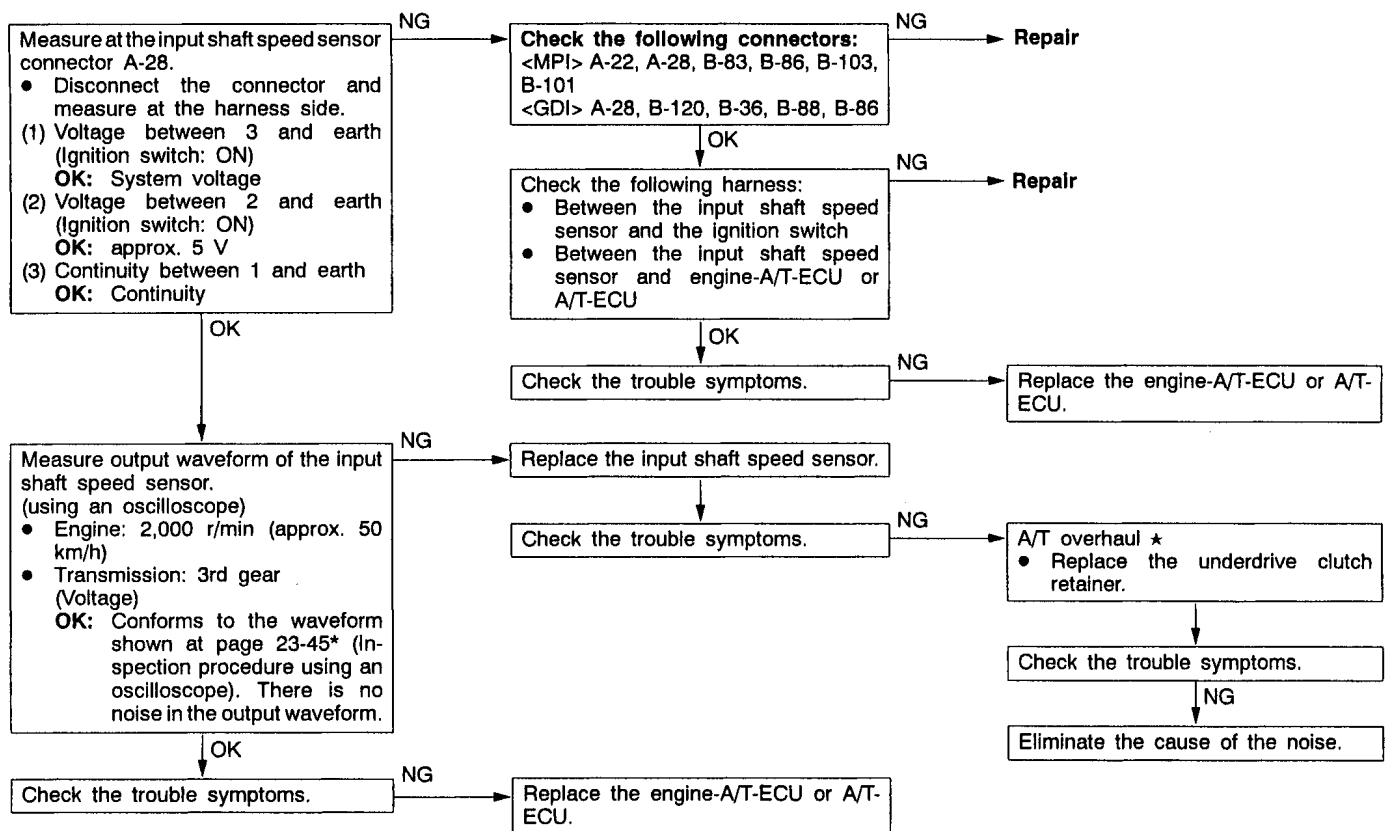 Measure at the input shaft speed sensor
connector A-28.
● Disconnect the connector and
measure at the harness side.
(1) Voltage between 3 and earth
(Ignition switch: ON)
OK: System voltage
(2) Voltage between 2 and earth
(Ignition switch: ON)
OK: approx. 5 V
(3) Continuity between 1 and earth
OK: Continuity
NG
Check the following connectors:
<MPI> A-22, A-28, B-83, B-86, B-103,
B-101
<GDI> A-28, B-120, B-36, B-88, B-86
NG
Repair
OK
Check the following harness:
● Between the input shaft speed
sensor and the ignition switch
● Between the input shaft speed
sensor and engine-A/T-ECU or
A/T-ECU
NG
Repair
OK
Check the trouble symptoms.
NG
Replace the engine-A/T-ECU or A/T-
ECU.
OK
Measure output waveform of the input
shaft speed sensor.
(using an oscilloscope)
● Engine: 2,000 r/min (approx. 50
km/h)
● Transmission: 3rd gear
(Voltage)
OK: Conforms to the waveform
shown at page 23-45* (In-
spection procedure using an
oscilloscope). There is no
noise in the output waveform.
NG
Replace the input shaft speed sensor.
Check the trouble symptoms.
NG
A/T overhaul ★
● Replace the underdrive clutch
retainer.
Check the trouble symptoms.
NG
Eliminate the cause of the noise.
OK
Check the trouble symptoms.
NG
Replace the engine-A/T-ECU or A/T-
ECU.